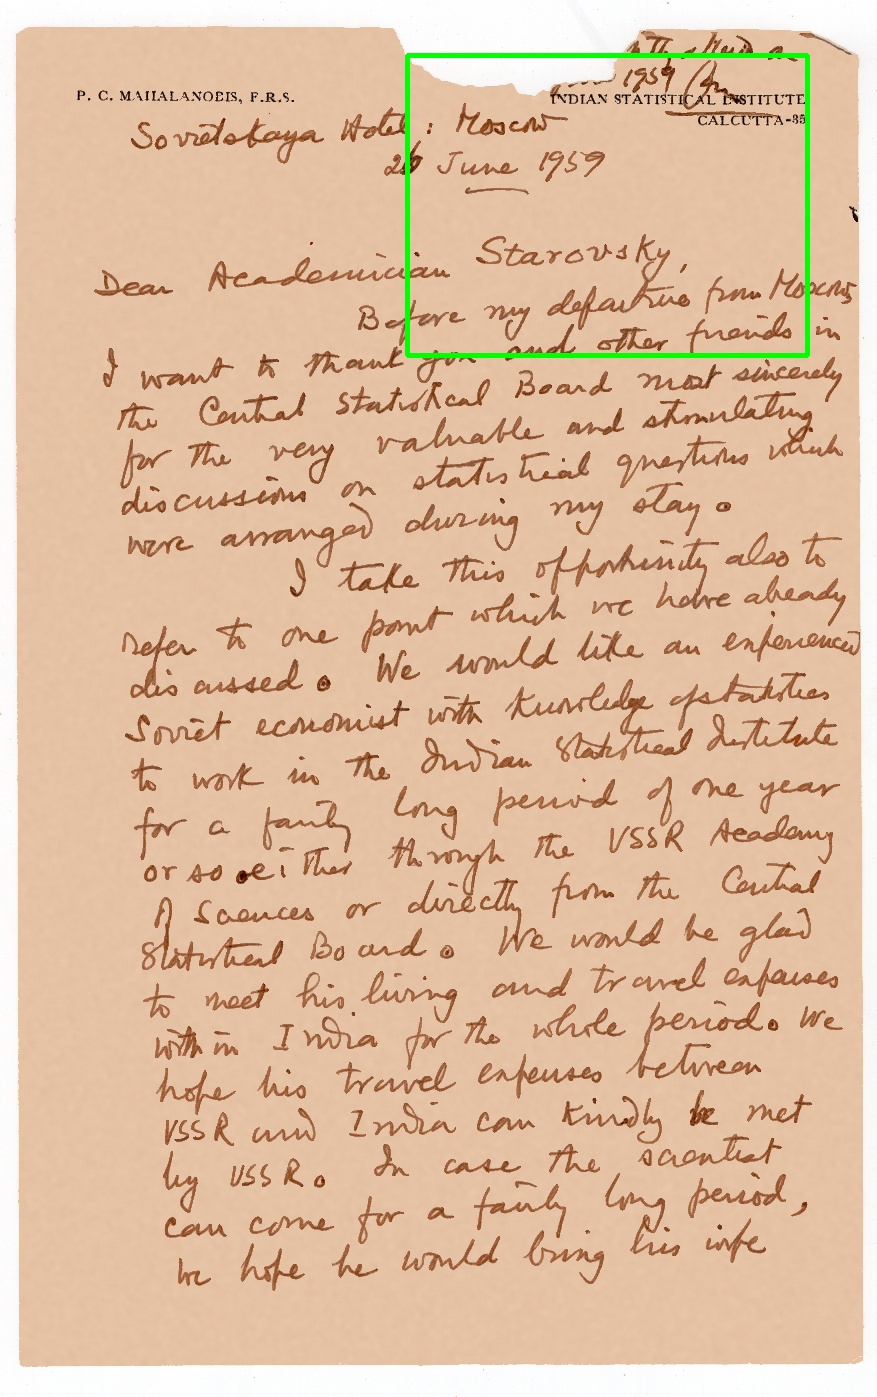 1959
P. C. MAHALANOBIS, F.R.S.
INDIAN STATISTICAL INSTITUTE
CALCUTTA-35
Sovietskaya Hotel: Moscow
26 June 1959
Dear Academician Starovsky,
Before my departure from Moscow
I want to thank you and other friends in
the Central Statistical Board most sincerely
for the very valuable and stimulating
discussions on statistical questions which
were arranged during my stay.
I take this opportunity also to
refer to one point which we have already
discussed. We would like an experienced
Soviet economist with knowledge of statistics
to work in the Indian Statistical Institute
for a fairly long period of one year
or so either through the USSR Academy
of Sciences or directly from the Central
Statistical Board. We would be glad
to meet his living and travel expenses
within India for the whole period. We
hope his travel expenses between
USSR and India can kindly be met
by USSR. In case the scientist
can come for a fairly long period,
we hope he would bring his wife